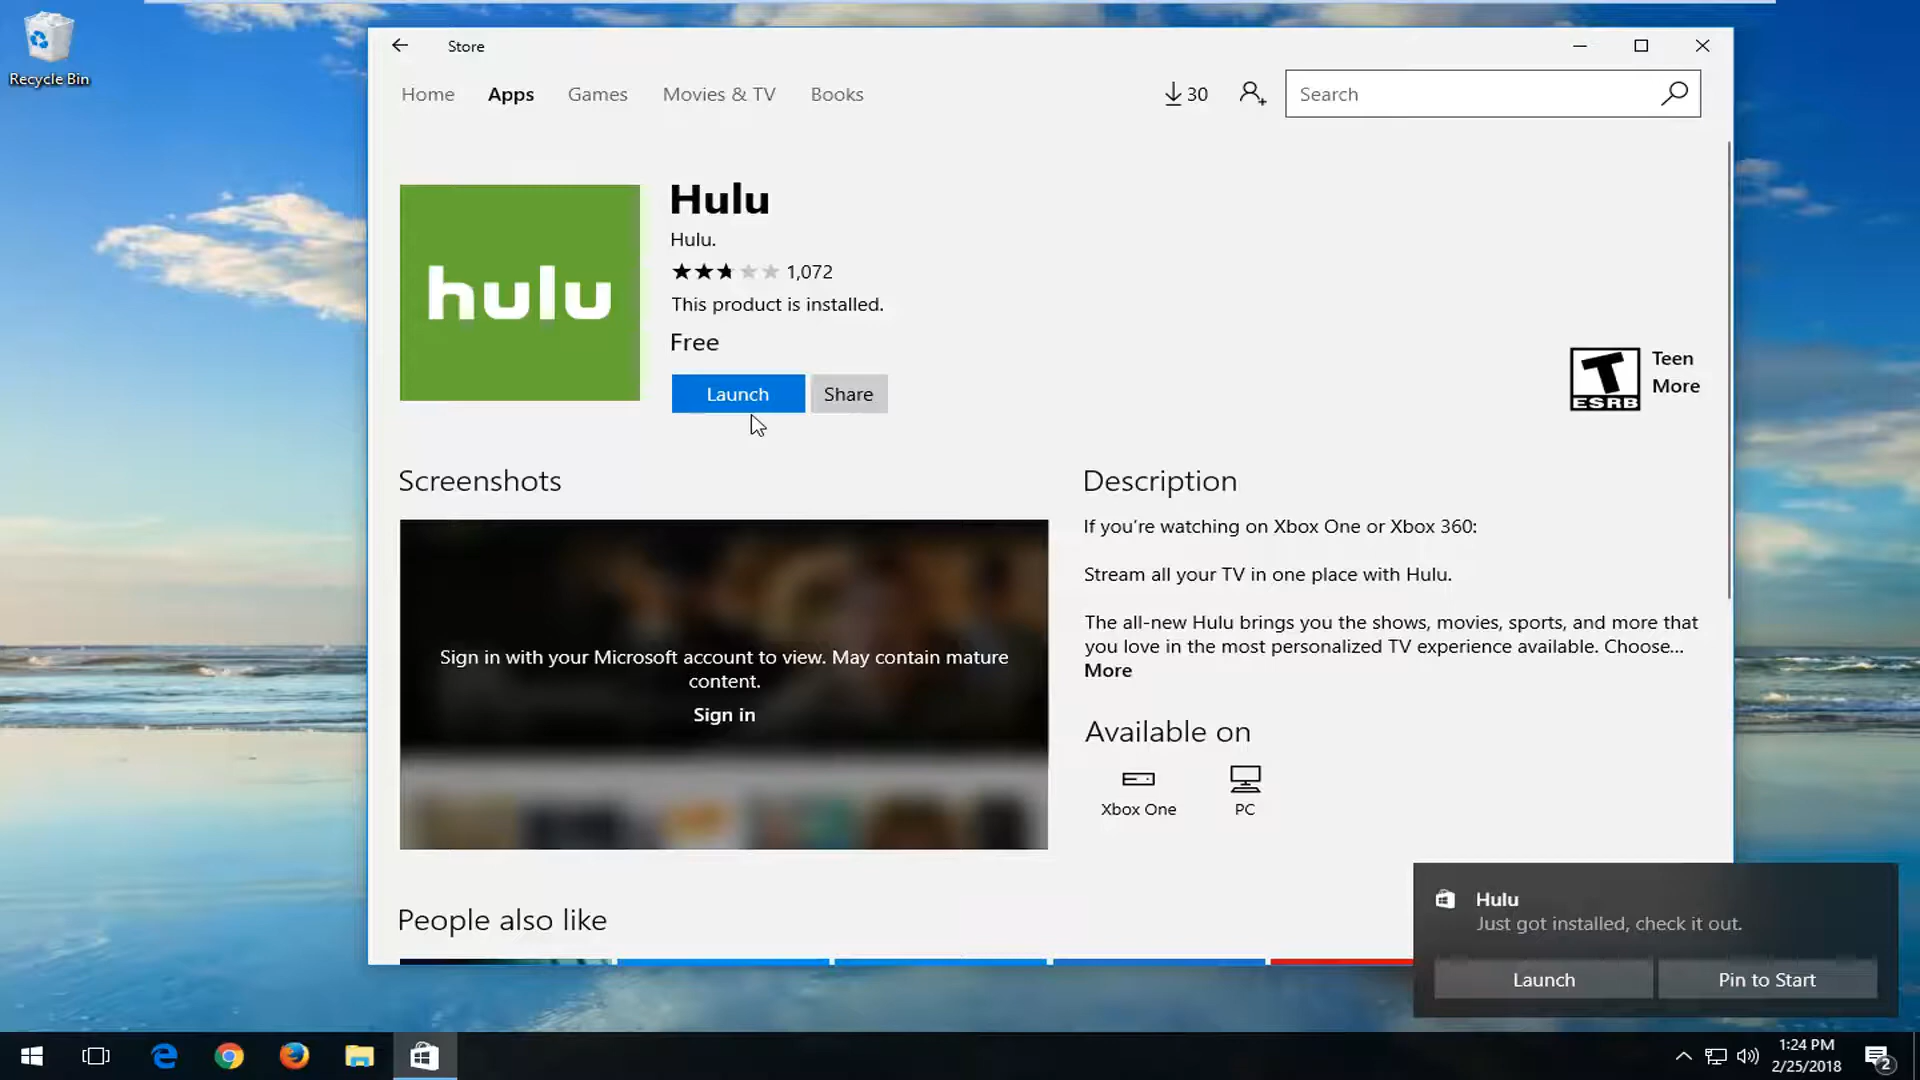 Recycle Bin
Store
Home Apps Games Movies & TV Books 30 Search
hulu
Hulu
Hulu.
1,072
This product is installed.
Free
Launch Share
T
ESRB
Teen
More
Screenshots
Sign in with your Microsoft account to view. May contain mature
content.
Sign in
Description
If you're watching on Xbox One or Xbox 360:
Stream all your TV in one place with Hulu.
The all-new Hulu brings you the shows, movies, sports, and more that
you love in the most personalized TV experience available. Choose...
More
Available on
Xbox One PC
People also like
Hulu
Just got installed, check it out.
Launch Pin to Start
1:24 PM
2/25/2018
2